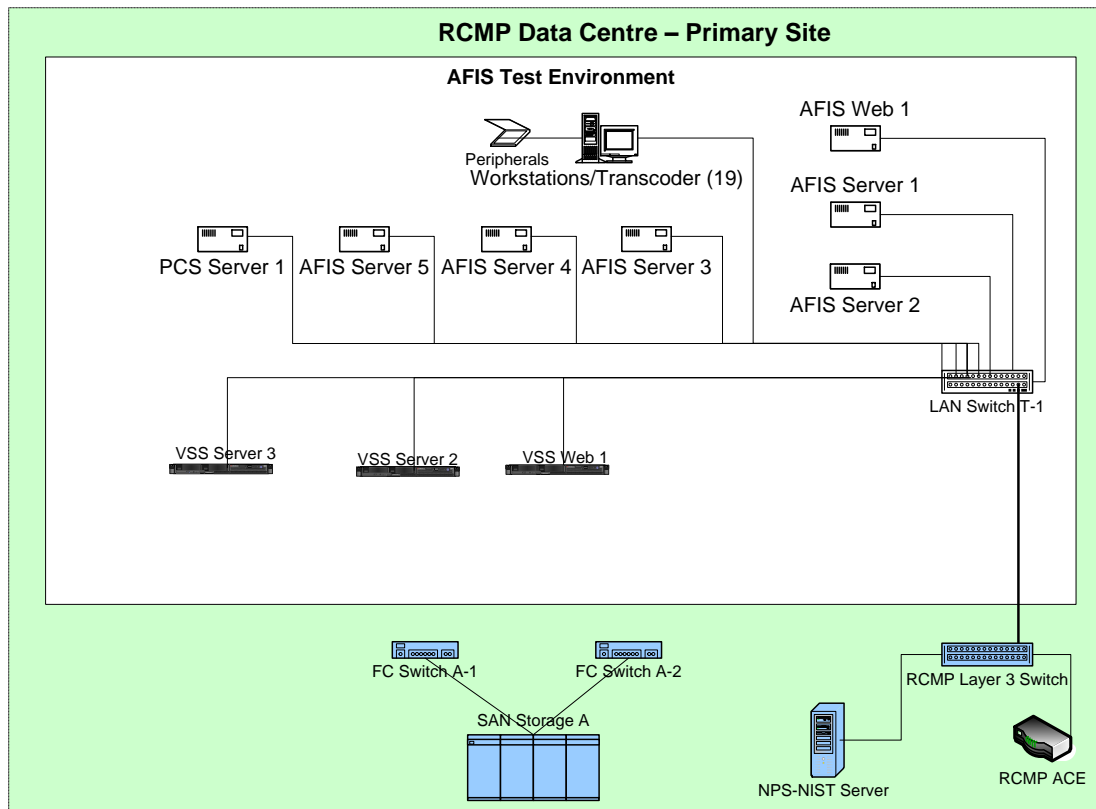 RCMP Data Centre – Primary Site
AFIS Test Environment
AFIS Web 1
Peripherals
Workstations/Transcoder (19)
AFIS Server 1
PCS Server 1
AFIS Server 5
AFIS Server 4
AFIS Server 3
AFIS Server 2
LAN Switch T-1
VSS Server 3
VSS Server 2
VSS Web 1
FC Switch A-1
FC Switch A-2
RCMP Layer 3 Switch
SAN Storage A
NPS-NIST Server
RCMP ACE